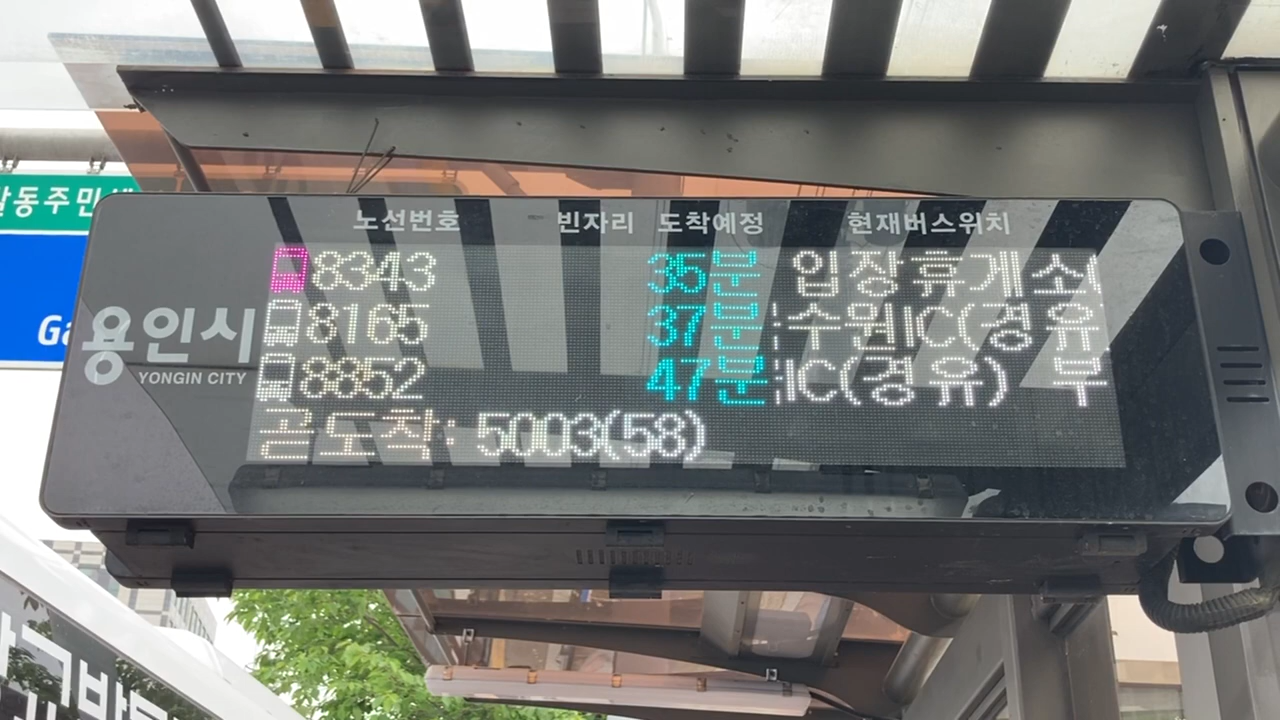 노선번호 빈자리 도착예정 현재버스위치
8343 35분 입장휴게소
용인시
YONGIN CITY
8165 37분 수원IC(경유
8852 47분 IC(경유) 부
곧도착: 5003(58)
동주민
Ga